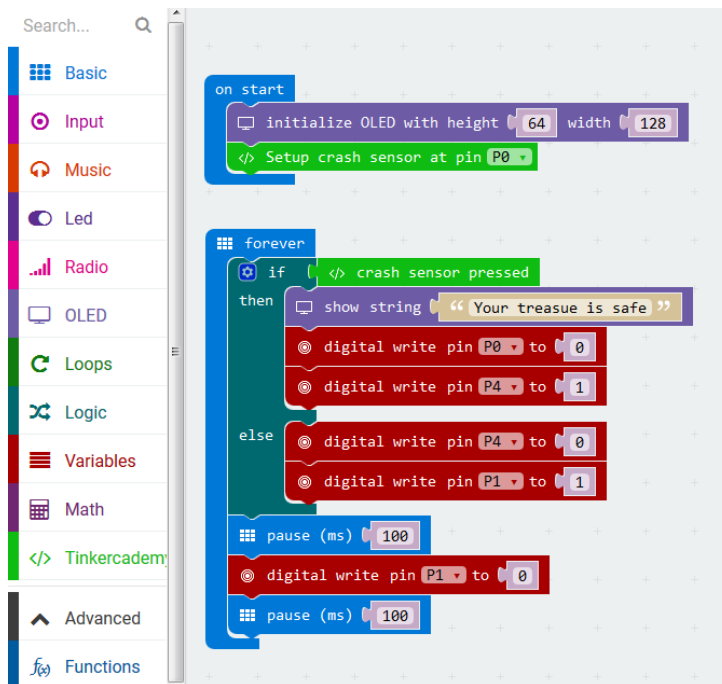 Search...
Basic
Input
Music
Led
Radio
OLED
Loops
Logic
Variables
Math
</> Tinkercademy
Advanced
f(x) Functions
on start
initialize OLED with height 64 width 128
</> Setup crash sensor at pin P0
forever
if </> crash sensor pressed
then show string “ Your treasue is safe ”
digital write pin P0 to 0
digital write pin P4 to 1
else digital write pin P4 to 0
digital write pin P1 to 1
pause (ms) 100
digital write pin P1 to 0
pause (ms) 100